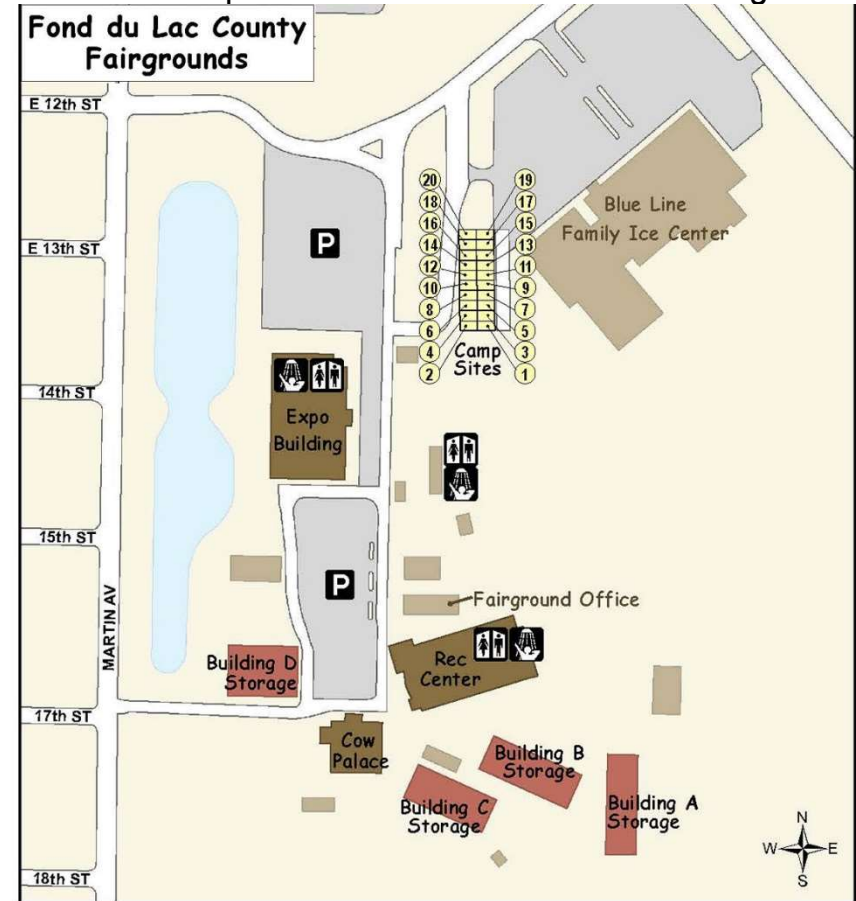 Fond du Lac County
Fairgrounds
E 12th ST
20 19
18 17
16 15
14 13
12 11
10 9
8 7
6 5
4 3
2 1
Camp
Sites
Blue Line
Family Ice Center
P
E 13th ST
14th ST
Expo
Building
15th ST
P
Fairground Office
MARTIN AV
Building D
Storage
Rec
Center
17th ST
Cow
Palace
Building B
Storage
Building C
Storage
Building A
Storage
18th ST
N
W E
S